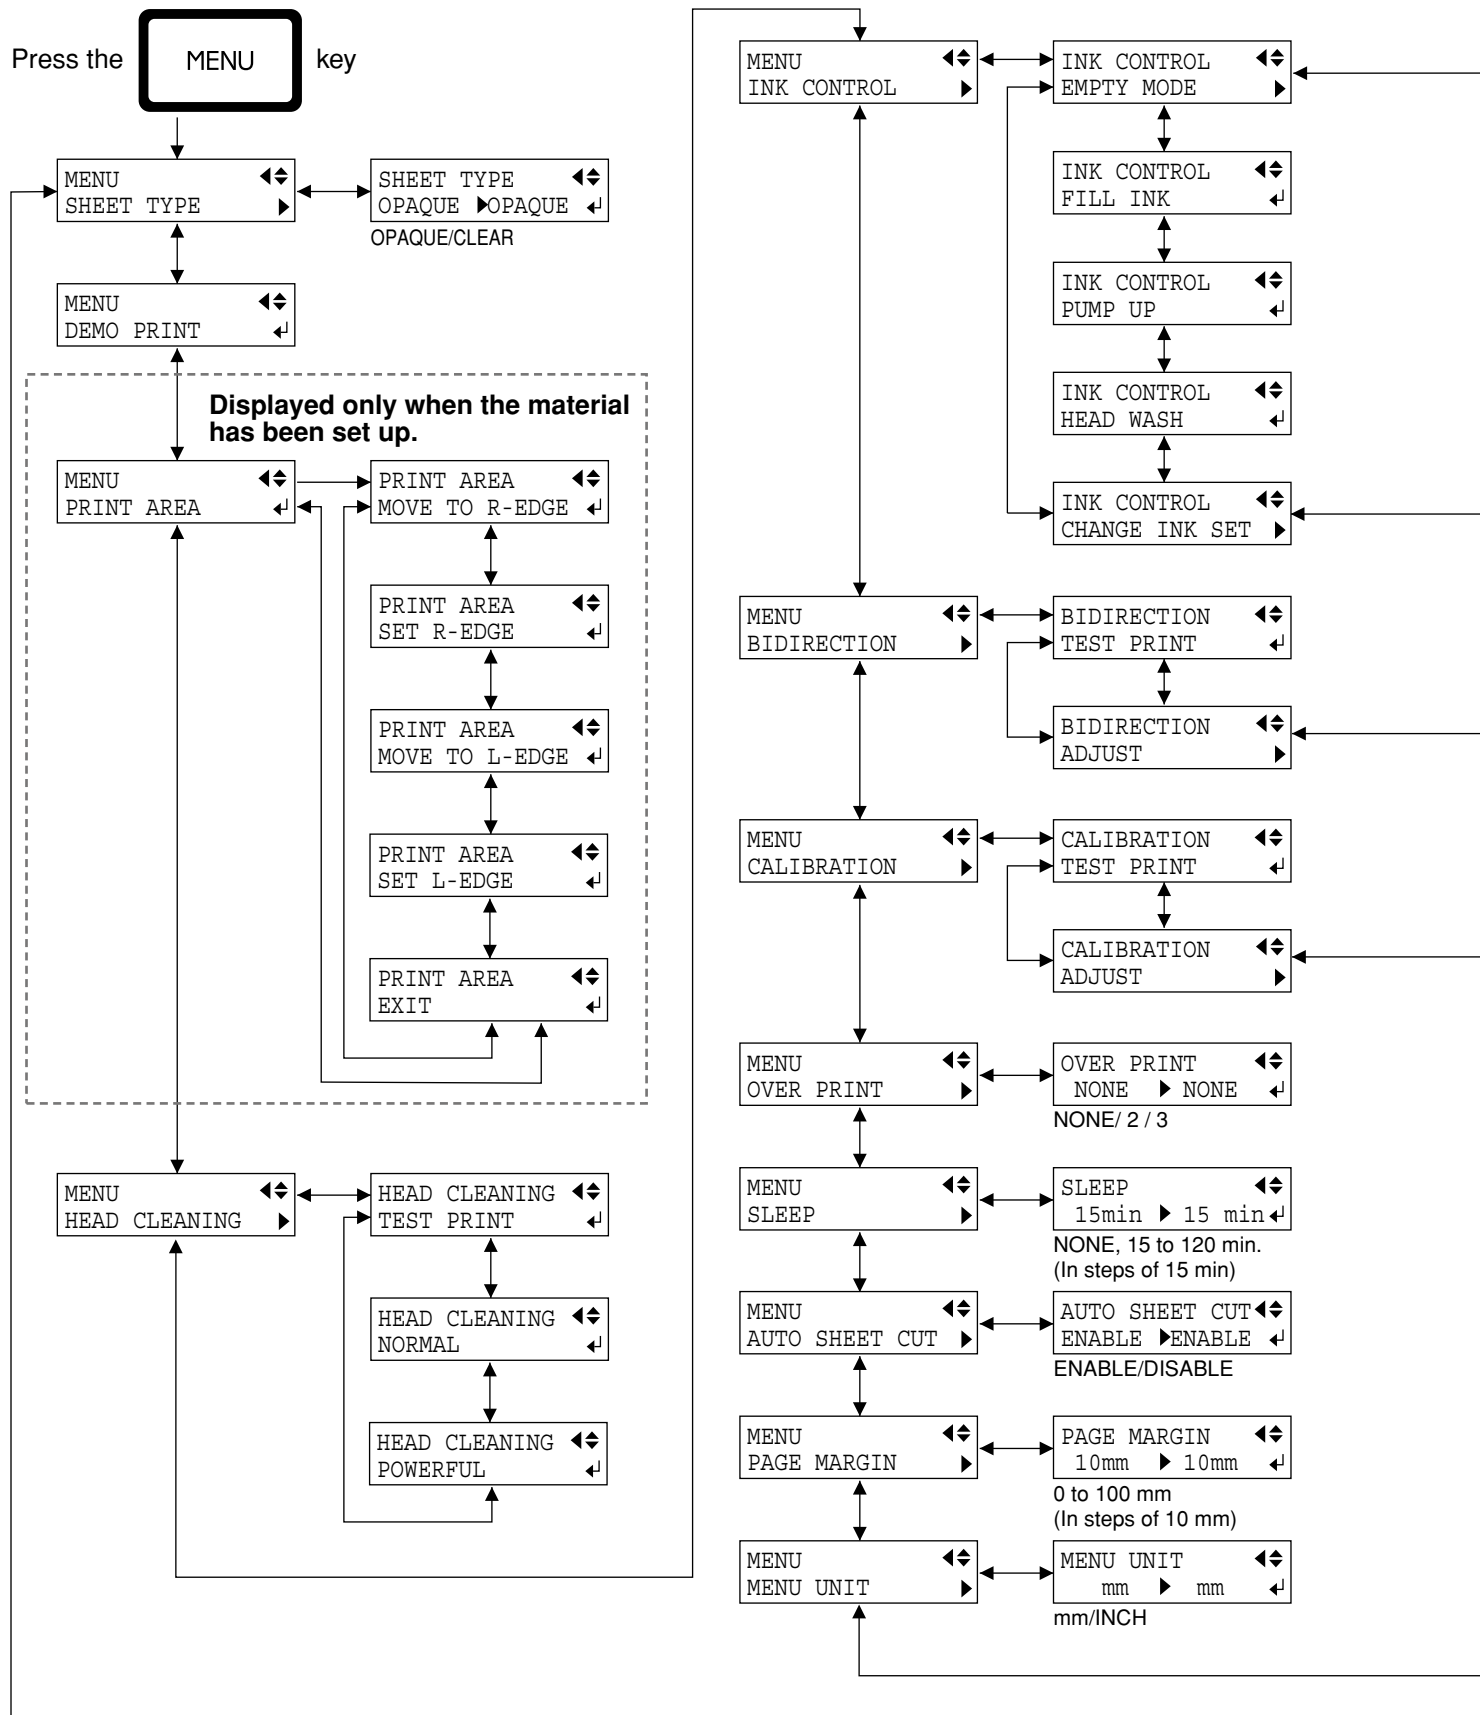 Press the MENU key
MENU
SHEET TYPE
SHEET TYPE
OPAQUE OPAQUE
OPAQUE/CLEAR
MENU
DEMO PRINT
Displayed only when the material
has been set up.
MENU
PRINT AREA
PRINT AREA
MOVE TO R-EDGE
PRINT AREA
SET R-EDGE
PRINT AREA
MOVE TO L-EDGE
PRINT AREA
SET L-EDGE
PRINT AREA
EXIT
MENU
HEAD CLEANING
HEAD CLEANING
TEST PRINT
HEAD CLEANING
NORMAL
HEAD CLEANING
POWERFUL
MENU
INK CONTROL
INK CONTROL
EMPTY MODE
INK CONTROL
FILL INK
INK CONTROL
PUMP UP
INK CONTROL
HEAD WASH
INK CONTROL
CHANGE INK SET
MENU
BIDIRECTION
BIDIRECTION
TEST PRINT
BIDIRECTION
ADJUST
MENU
CALIBRATION
CALIBRATION
TEST PRINT
CALIBRATION
ADJUST
MENU
OVER PRINT
OVER PRINT
NONE NONE
NONE/ 2 / 3
MENU
SLEEP
SLEEP
15min 15 min
NONE, 15 to 120 min.
(In steps of 15 min)
MENU
AUTO SHEET CUT
AUTO SHEET CUT
ENABLE ENABLE
ENABLE/DISABLE
MENU
PAGE MARGIN
PAGE MARGIN
10mm 10mm
0 to 100 mm
(In steps of 10 mm)
MENU
MENU UNIT
MENU UNIT
mm mm
mm/INCH